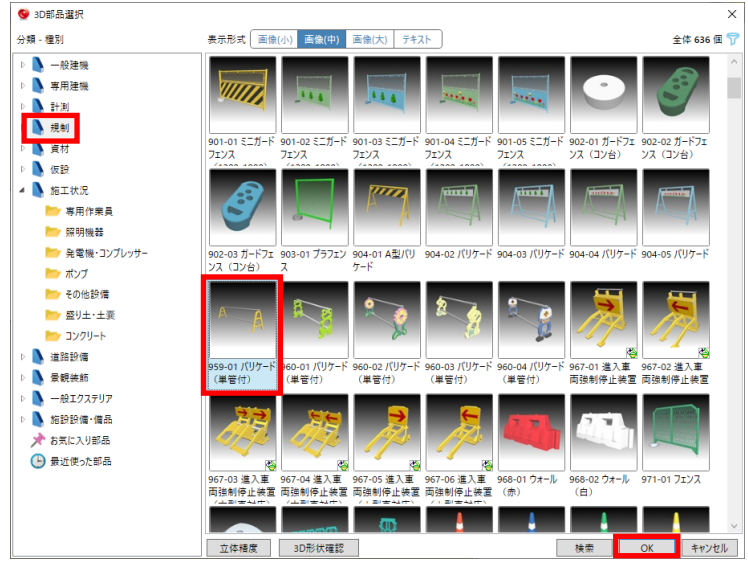 3D部品選択
分類 - 種別
表示形式 画像(小) 画像(中) 画像(大) テキスト 全体 636 個
一般建機
専用建機
計測
規制
資材
仮設
施工状況
専用作業員
照明機器
発電機・コンプレッサー
ポンプ
その他設備
盛り土・土嚢
コンクリート
道路設備
景観装飾
一般エクステリア
施設設備・備品
お気に入り部品
最近使った部品
901-01 ミニガードフェンス
901-02 ミニガードフェンス
901-03 ミニガードフェンス
901-04 ミニガードフェンス
901-05 ミニガードフェンス
902-01 ガードフェンス（コン台）
902-02 ガードフェンス（コン台）
902-03 ガードフェンス（コン台）
903-01 プラフェンス
904-01 A型バリケード
904-02 バリケード
904-03 バリケード
904-04 バリケード
904-05 バリケード
959-01 バリケード（単管付）
960-01 バリケード（単管付）
960-02 バリケード（単管付）
960-03 バリケード（単管付）
960-04 バリケード（単管付）
967-01 進入車両強制停止装置
967-02 進入車両強制停止装置
967-03 進入車両強制停止装置
967-04 進入車両強制停止装置
967-05 進入車両強制停止装置
967-06 進入車両強制停止装置
968-01 ウォール（赤）
968-02 ウォール（白）
971-01 フェンス
立体精度 3D形状確認 検索 OK キャンセル